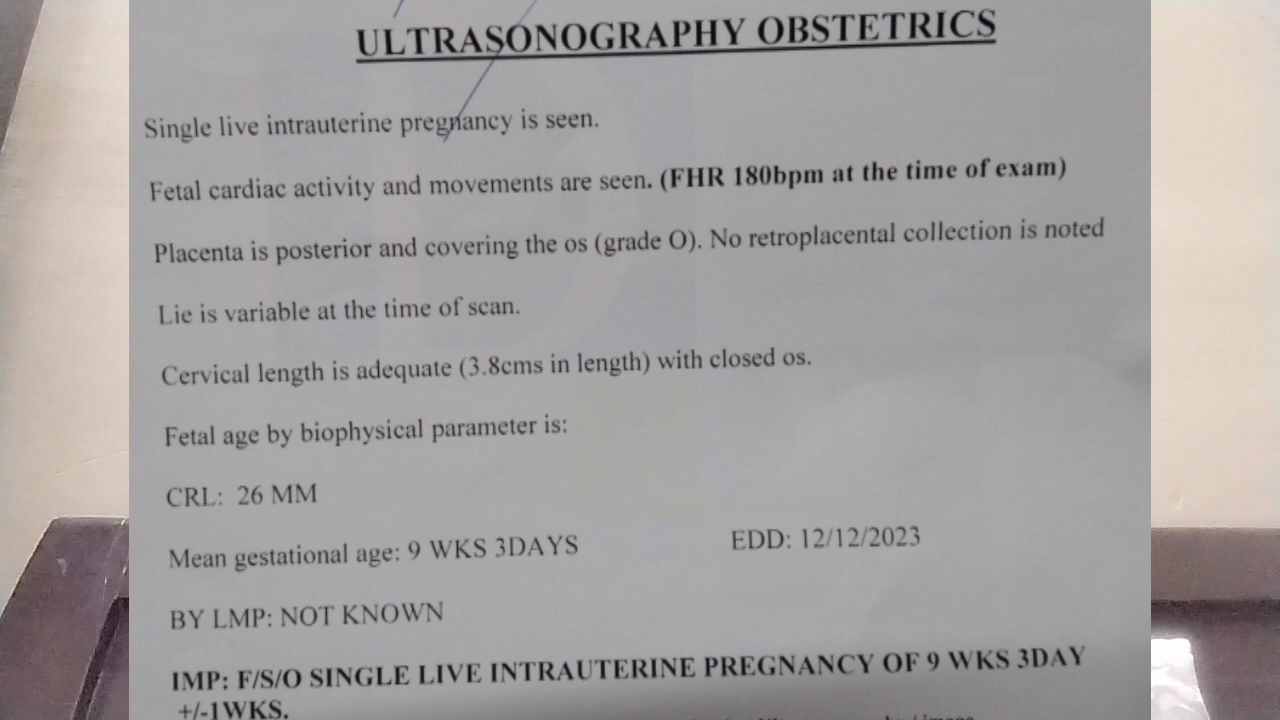 ULTRASONOGRAPHY OBSTETRICS
Single live intrauterine pregnancy is seen.
Fetal cardiac activity and movements are seen. (FHR 180bpm at the time of exam)
Placenta is posterior and covering the os (grade O). No retroplacental collection is noted
Lie is variable at the time of scan.
Cervical length is adequate (3.8cms in length) with closed os.
Fetal age by biophysical parameter is:
CRL: 26 MM
Mean gestational age: 9 WKS 3DAYS EDD: 12/12/2023
BY LMP: NOT KNOWN
IMP: F/S/O SINGLE LIVE INTRAUTERINE PREGNANCY OF 9 WKS 3DAY
+/-1WKS.